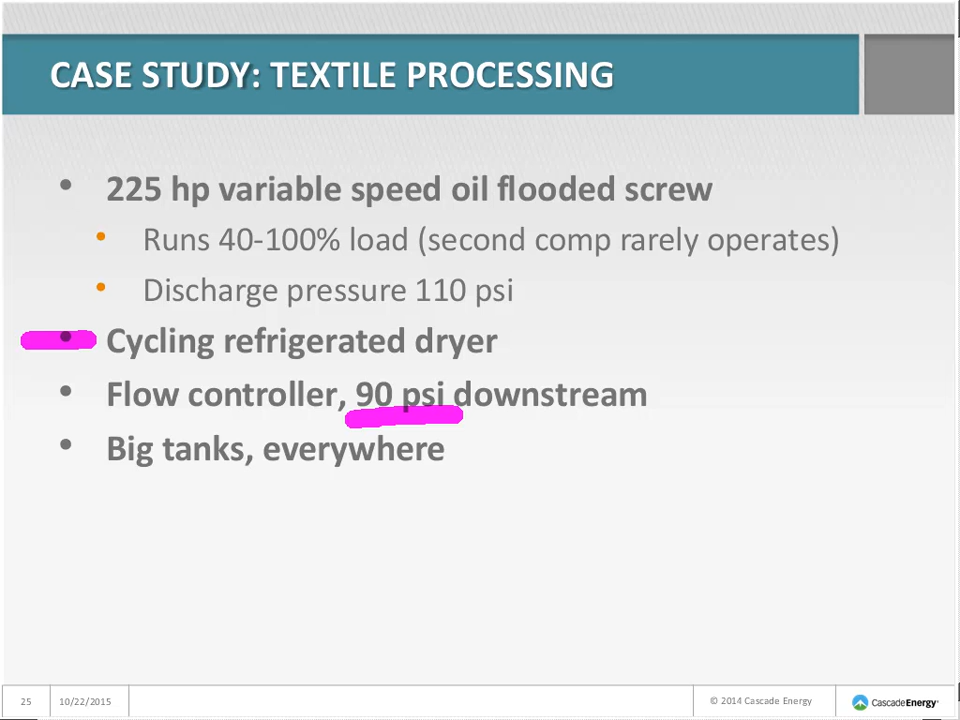 CASE STUDY: TEXTILE PROCESSING
• 225 hp variable speed oil flooded screw
• Runs 40-100% load (second comp rarely operates)
• Discharge pressure 110 psi
• Cycling refrigerated dryer
• Flow controller, 90 psi downstream
• Big tanks, everywhere
25 10/22/2015 © 2014 Cascade Energy CascadeEnergy